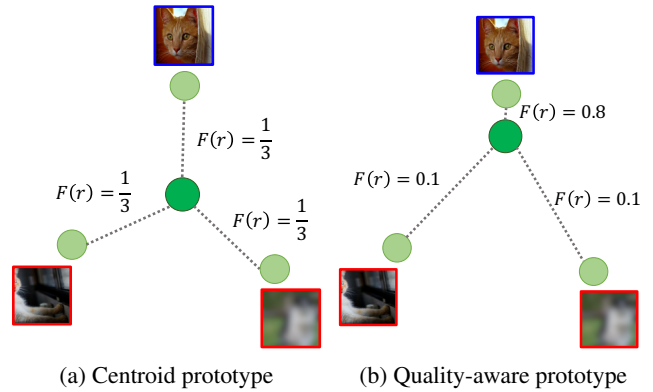 F(r) = 1/3
F(r) = 1/3
F(r) = 1/3
(a) Centroid prototype
F(r) = 0.8
F(r) = 0.1
F(r) = 0.1
(b) Quality-aware prototype